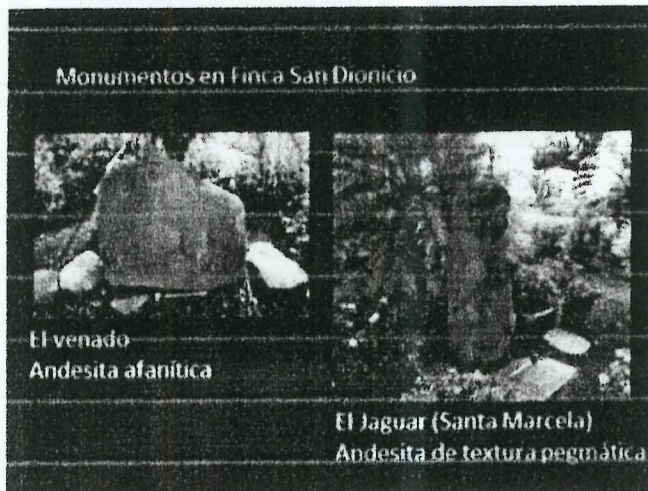 Monumentos en Finca San Dionicio
El venado
Andesita afanítica
El Jaguar (Santa Marcela)
Andesita de textura pegmática